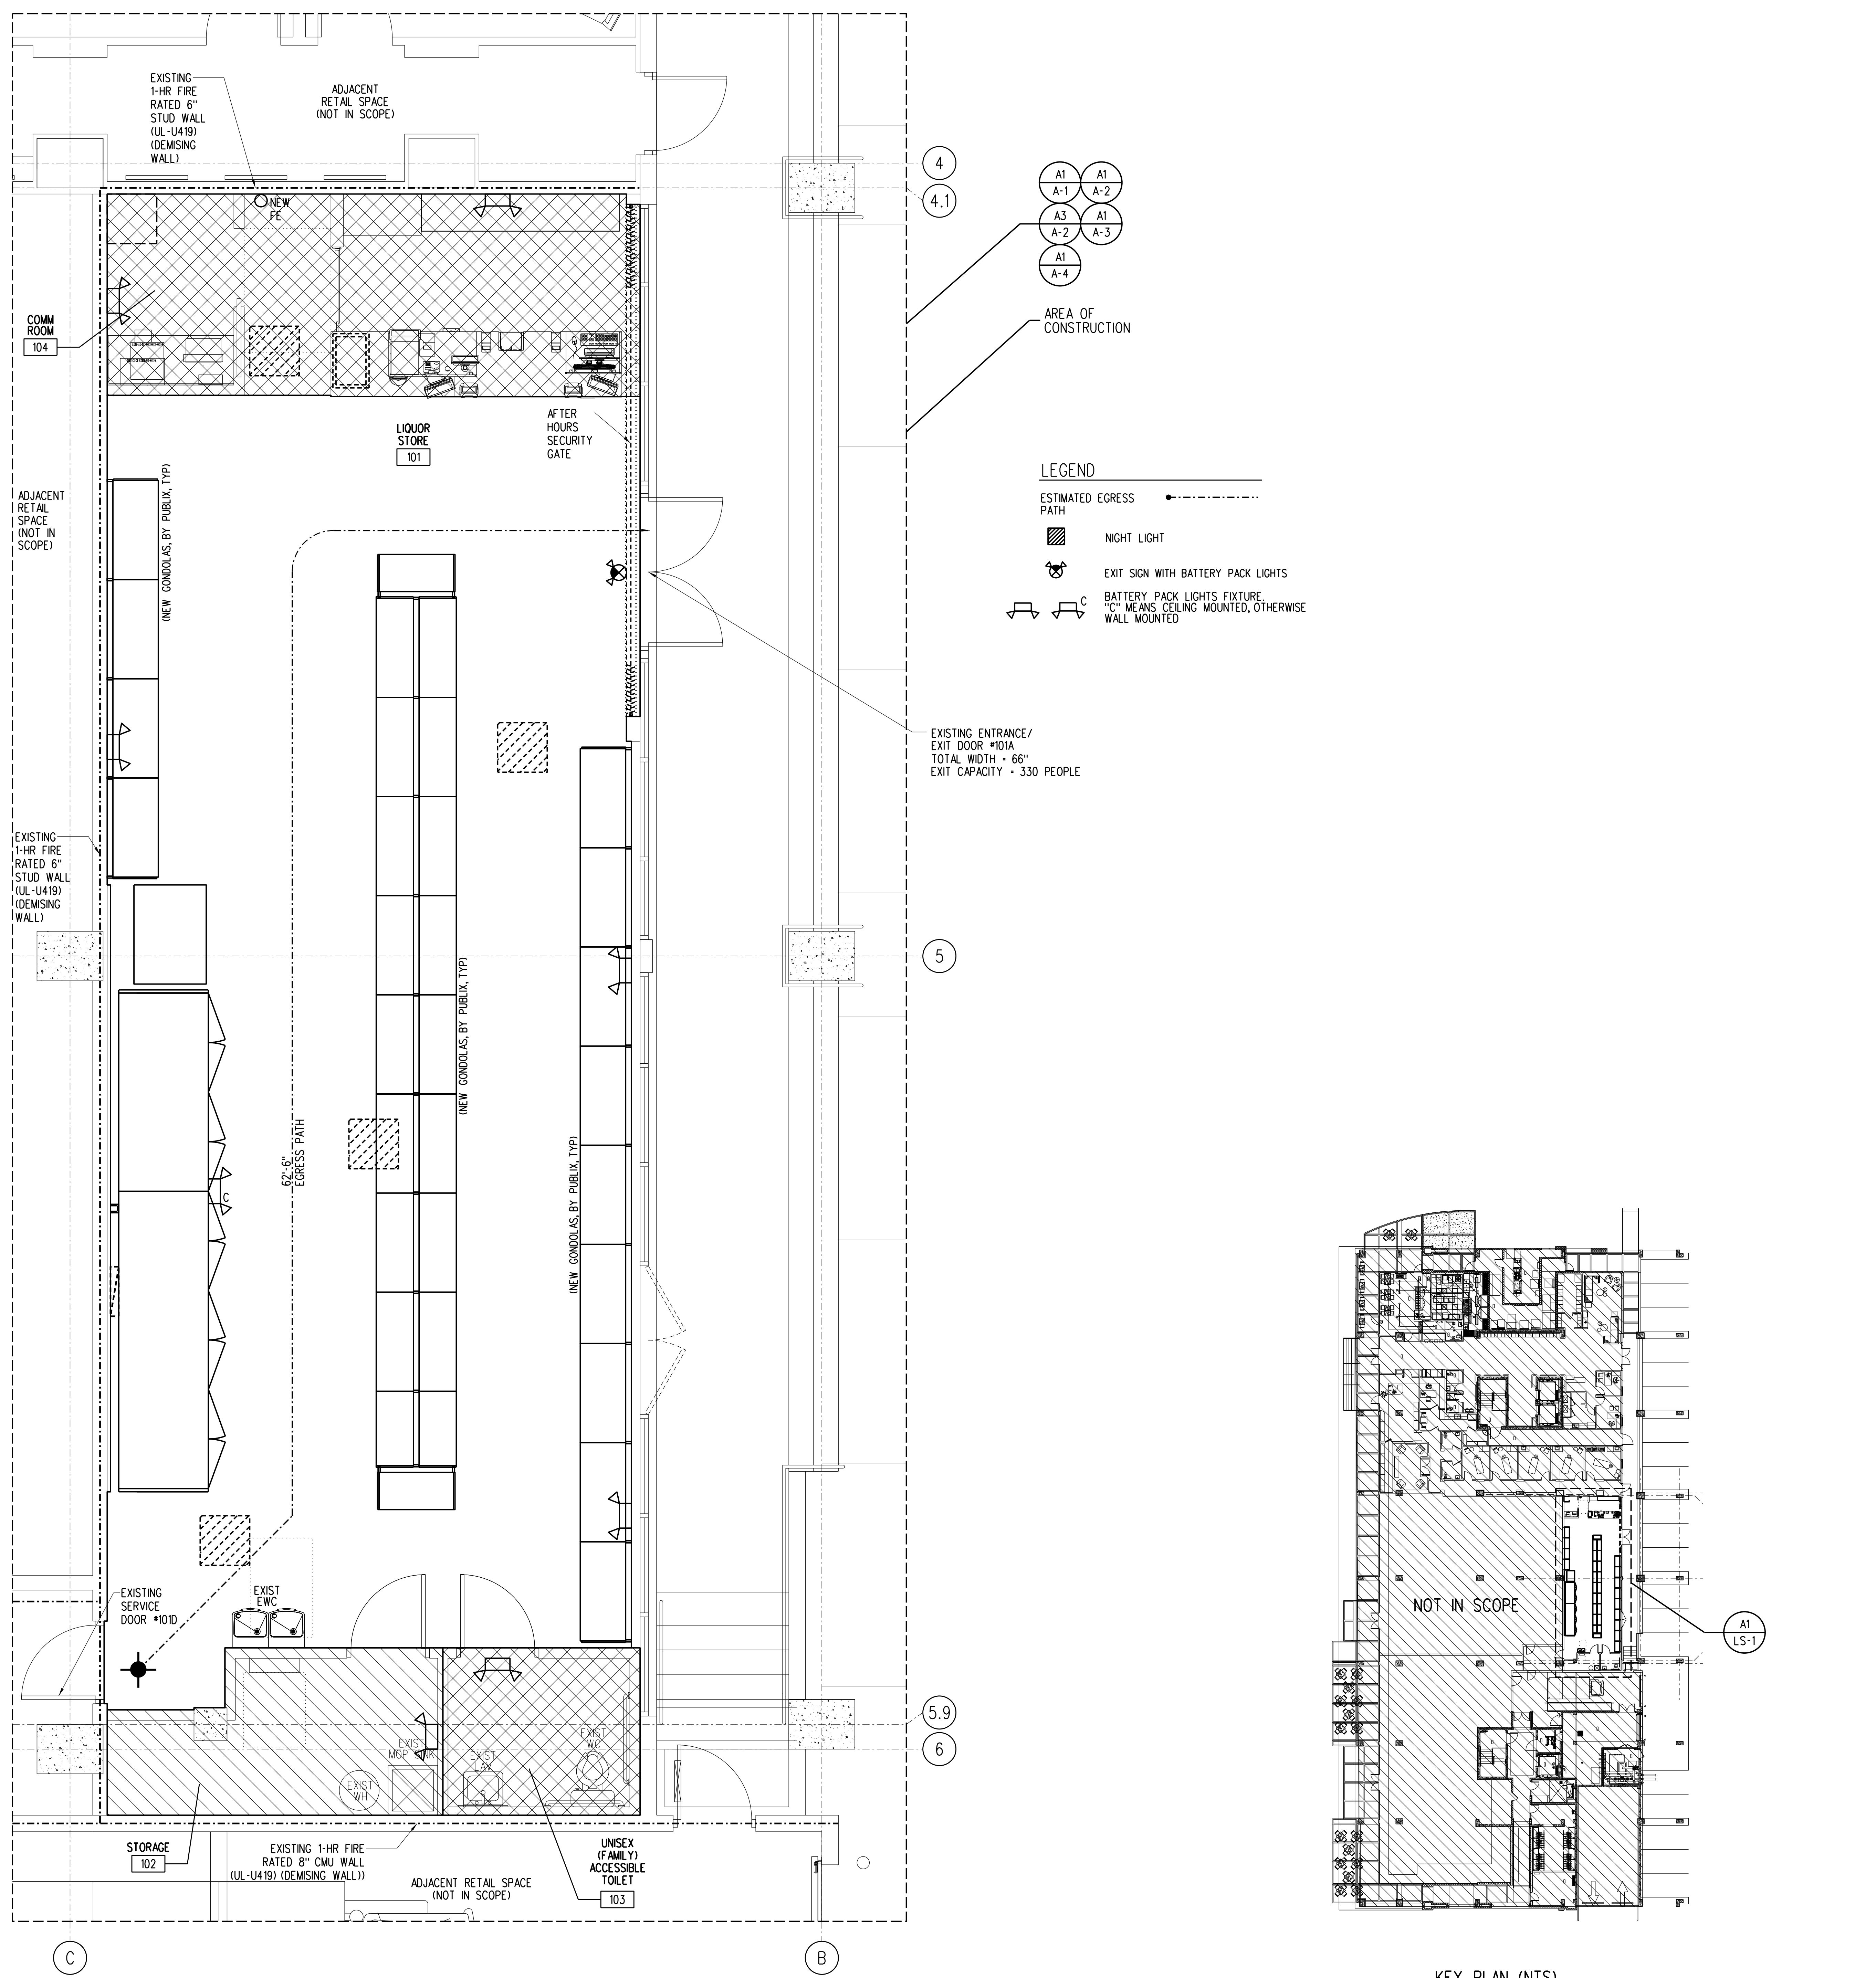 EXISTING
1-HR FIRE
RATED 6"
STUD WALL
(UL-U419)
(DEMISING
WALL)
ADJACENT
RETAIL SPACE
(NOT IN SCOPE)
4
4.1
A1
A-1
A1
A-2
A3
A-2
A1
A-3
A1
A-4
NEW
FE
COMM
ROOM
104
AREA OF
CONSTRUCTION
LIQUOR
STORE
101
AFTER
HOURS
SECURITY
GATE
(NEW GONDOLAS, BY PUBLIX, TYP)
ADJACENT
RETAIL
SPACE
(NOT IN
SCOPE)
LEGEND
ESTIMATED EGRESS
PATH
NIGHT LIGHT
EXIT SIGN WITH BATTERY PACK LIGHTS
C
BATTERY PACK LIGHTS FIXTURE.
"C" MEANS CEILING MOUNTED, OTHERWISE
WALL MOUNTED
EXISTING ENTRANCE/
EXIT DOOR #101A
TOTAL WIDTH = 66"
EXIT CAPACITY = 330 PEOPLE
EXISTING
1-HR FIRE
RATED 6"
STUD WALL
(UL-U419)
(DEMISING
WALL)
5
(NEW GONDOLAS, BY PUBLIX, TYP)
62'-6"
EGRESS PATH
(NEW GONDOLAS, BY PUBLIX, TYP)
C
EXISTING
SERVICE
DOOR #101D
EXIST
EWC
5.9
6
EXIST
MOP SINK
EXIST
LAV
EXIST
WC
EXIST
WH
STORAGE
102
EXISTING 1-HR FIRE
RATED 8" CMU WALL
(UL-U419) (DEMISING WALL))
UNISEX
(FAMILY)
ACCESSIBLE
TOILET
103
ADJACENT RETAIL SPACE
(NOT IN SCOPE)
C
B
NOT IN SCOPE
A1
LS-1
KEY PLAN (NTS)